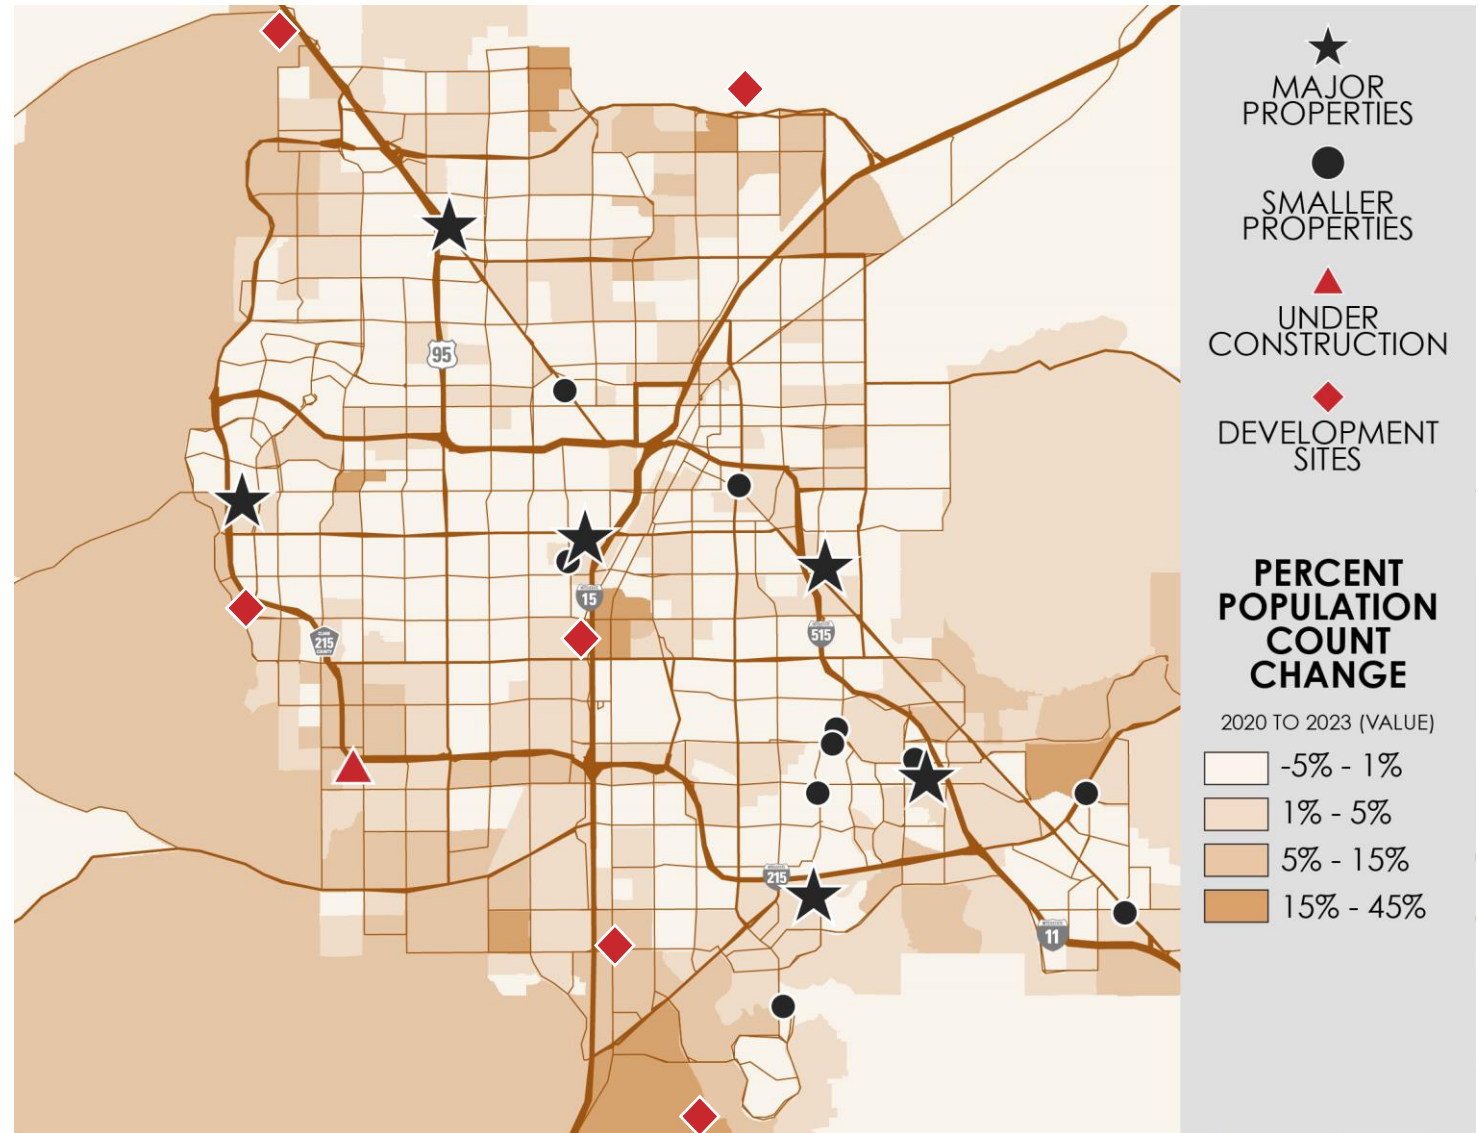 MAJOR
PROPERTIES
SMALLER
PROPERTIES
UNDER
CONSTRUCTION
DEVELOPMENT
SITES
PERCENT
POPULATION
COUNT
CHANGE
2020 TO 2023 (VALUE)
-5% - 1%
1% - 5%
5% - 15%
15% - 45%
95
15
515
215
215
11